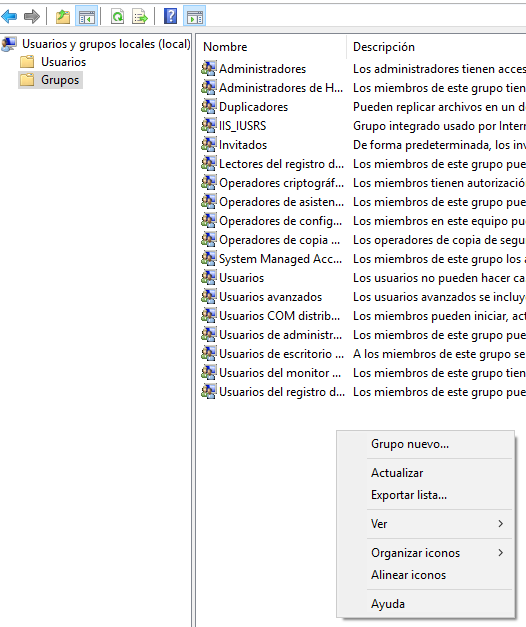 Usuarios y grupos locales (local)
Usuarios
Grupos
Nombre Descripción
Administradores Los administradores tienen acces
Administradores de H... Los miembros de este grupo tien
Duplicadores Pueden replicar archivos en un d
IIS_IUSRS Grupo integrado usado por Intern
Invitados De forma predeterminada, los inv
Lectores del registro d... Los miembros de este grupo pue
Operadores criptográf... Los miembros tienen autorizació
Operadores de asisten... Los miembros de este grupo pue
Operadores de config... Los miembros en este equipo pu
Operadores de copia ... Los operadores de copia de segu
System Managed Acc... Los miembros de este grupo los a
Usuarios Los usuarios no pueden hacer ca
Usuarios avanzados Los usuarios avanzados se incluy
Usuarios COM distrib... Los miembros pueden iniciar, act
Usuarios de administr... Los miembros de este grupo pue
Usuarios de escritorio ... A los miembros de este grupo se
Usuarios del monitor ... Los miembros de este grupo tien
Usuarios del registro d... Los miembros de este grupo pue
Grupo nuevo...
Actualizar
Exportar lista...
Ver
Organizar iconos
Alinear iconos
Ayuda